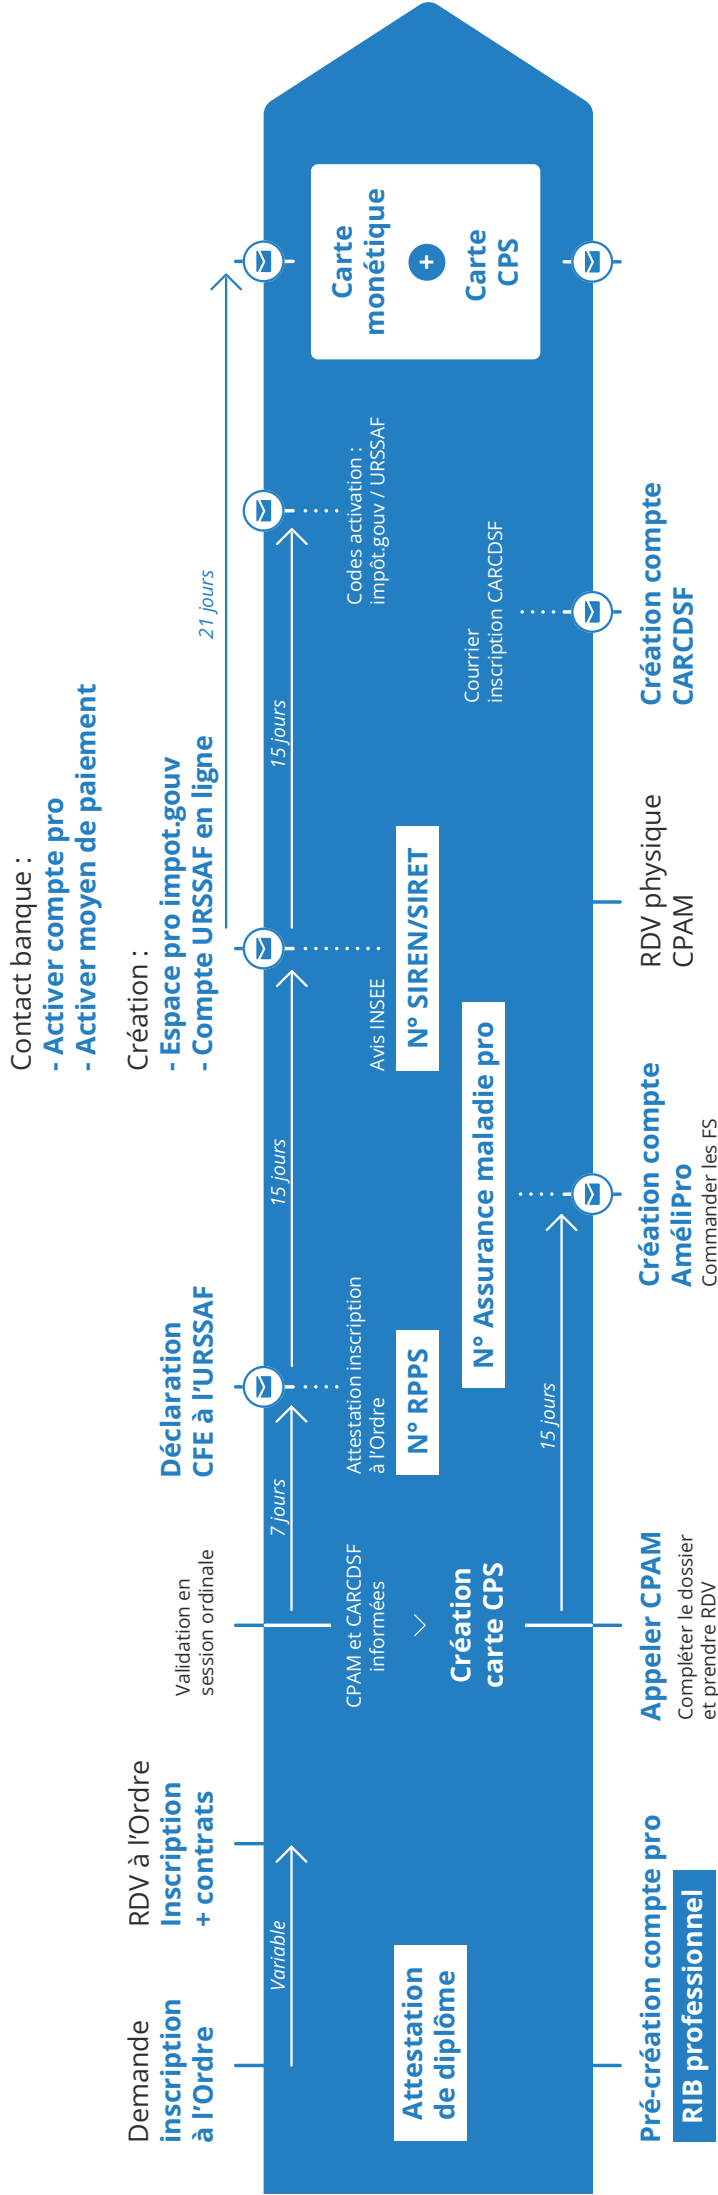 Demande
inscription
à l'Ordre
RDV à l'Ordre
Inscription
+ contrats
Validation en
session ordinale
Déclaration
CFE à l'URSSAF
Contact banque :
- Activer compte pro
- Activer moyen de paiement
Création :
- Espace pro impot.gouv
- Compte URSSAF en ligne
21 jours
Variable
7 jours
15 jours
15 jours
Attestation
de diplôme
CPAM et CARCDSF
informées
Création
carte CPS
Attestation inscription
à l'Ordre
N° RPPS
N° Assurance maladie pro
Avis INSEE
N° SIREN/SIRET
Codes activation :
impôt.gouv / URSSAF
Courrier
inscription CARCDSF
Carte
monétique
+
Carte
CPS
15 jours
Pré-création compte pro
RIB professionnel
Appeler CPAM
Compléter le dossier
et prendre RDV
Création compte
AméliPro
Commander les FS
RDV physique
CPAM
Création compte
CARCDSF